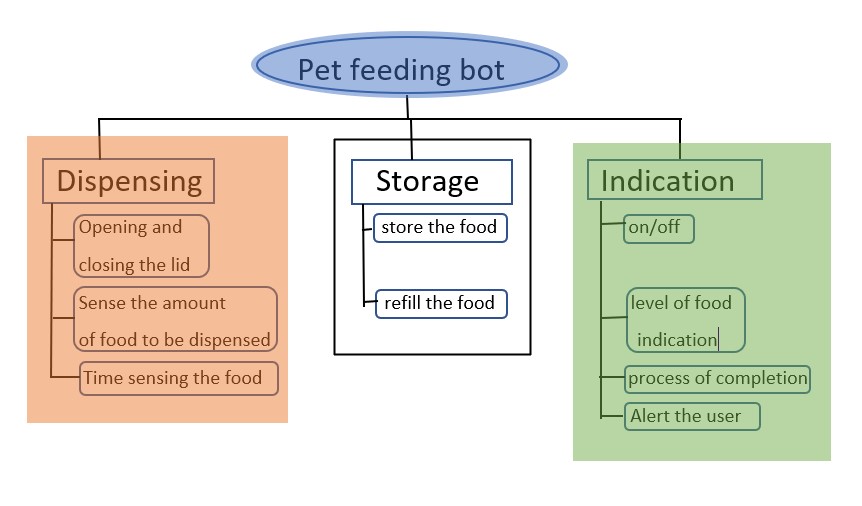 Pet feeding bot
Dispensing
Opening and
closing the lid
Sense the amount
of food to be dispensed
Time sensing the food
Storage
store the food
refill the food
Indication
on/off
level of food
indication
process of completion
Alert the user